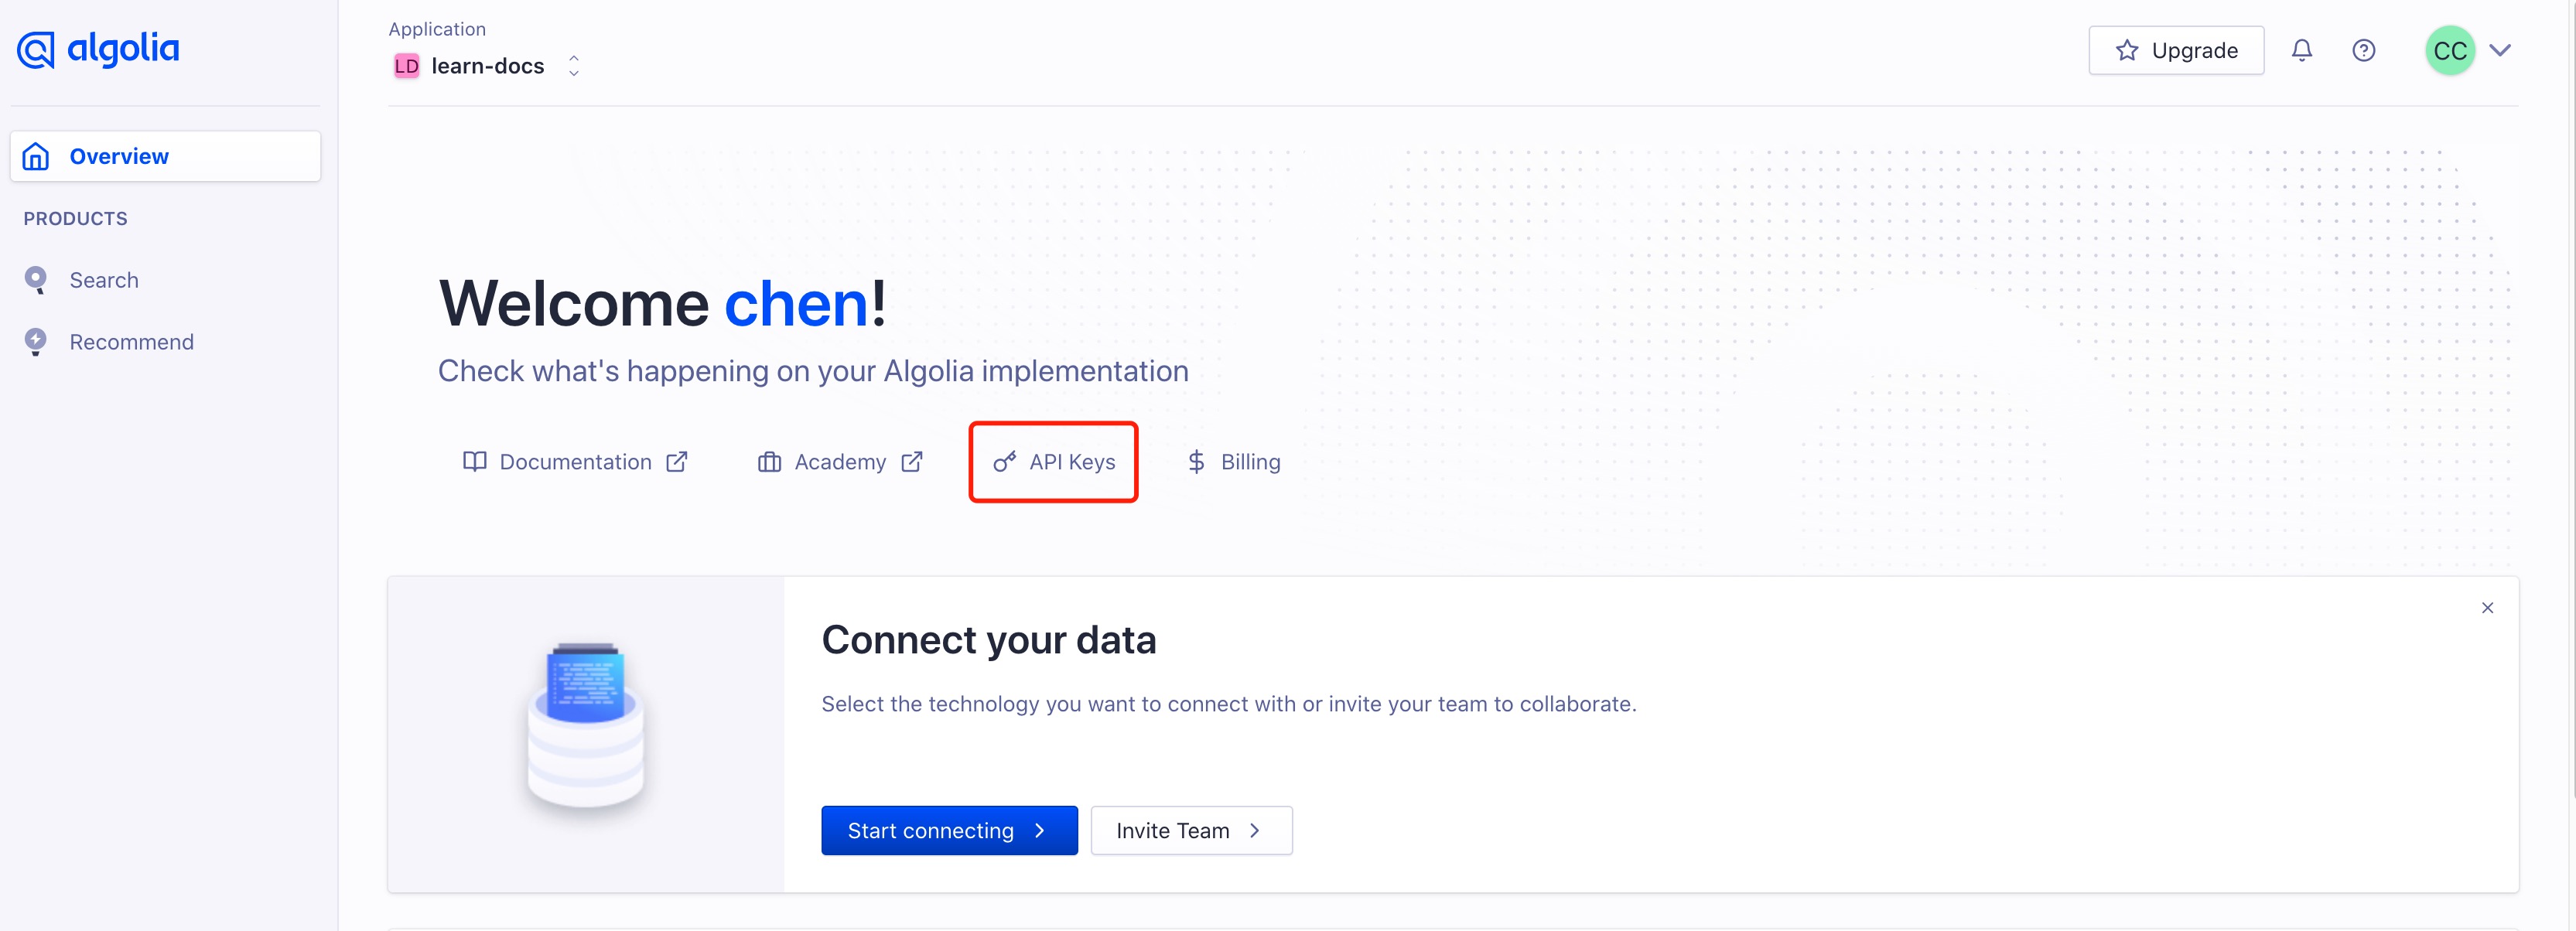 algolia
Overview
PRODUCTS
Search
Recommend
Application
LD learn-docs
Upgrade
CC
Welcome chen!
Check what's happening on your Algolia implementation
Documentation Academy API Keys Billing
Connect your data
Select the technology you want to connect with or invite your team to collaborate.
Start connecting Invite Team